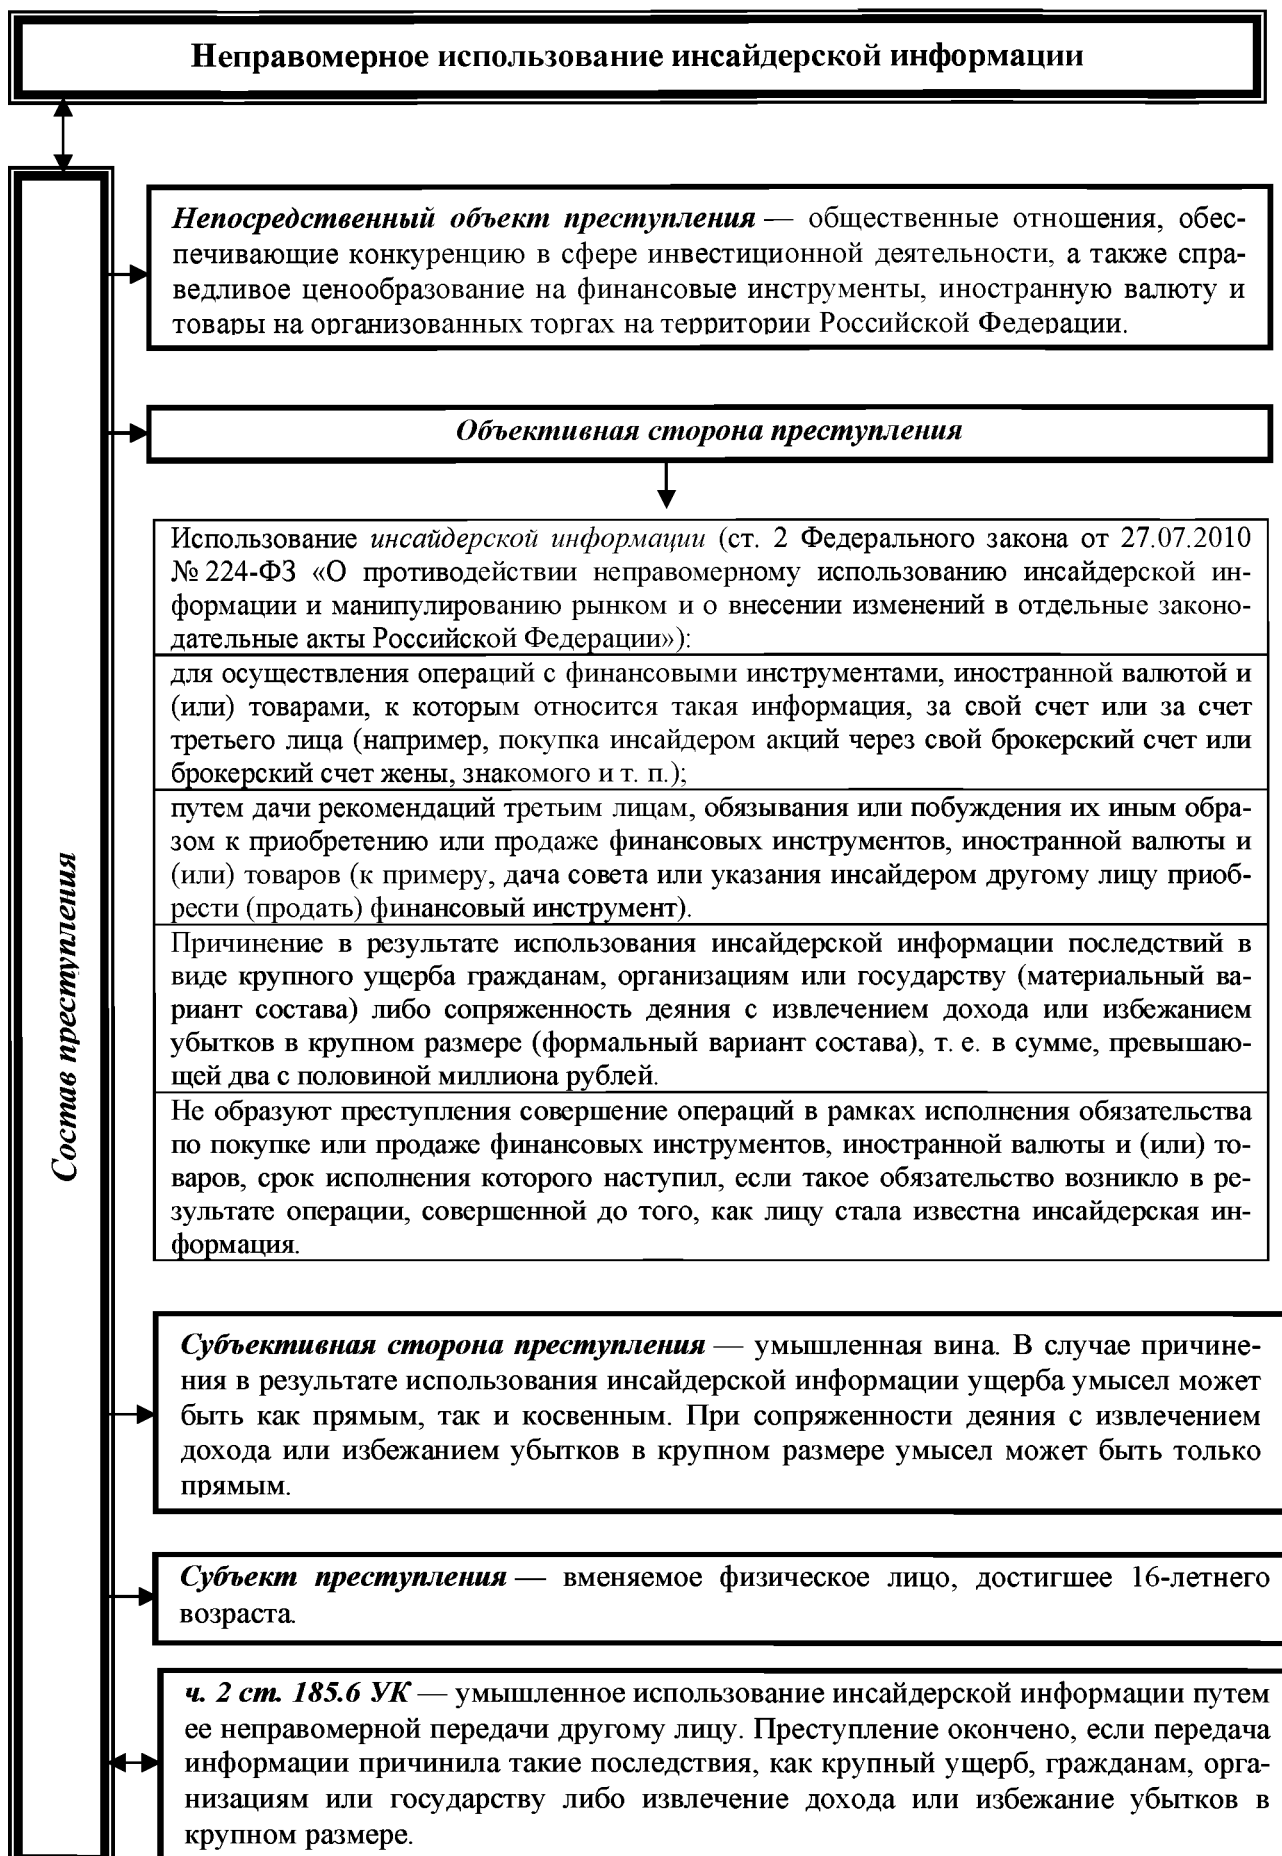 Неправомерное использование инсайдерской информации
Состав преступления
Непосредственный объект преступления — общественные отношения, обес-
печивающие конкуренцию в сфере инвестиционной деятельности, а также спра-
ведливое ценообразование на финансовые инструменты, иностранную валюту и
товары на организованных торгах на территории Российской Федерации.
Объективная сторона преступления
Использование инсайдерской информации (ст. 2 Федерального закона от 27.07.2010
№ 224-ФЗ «О противодействии неправомерному использованию инсайдерской ин-
формации и манипулированию рынком и о внесении изменений в отдельные законо-
дательные акты Российской Федерации»):
для осуществления операций с финансовыми инструментами, иностранной валютой и
(или) товарами, к которым относится такая информация, за свой счет или за счет
третьего лица (например, покупка инсайдером акций через свой брокерский счет или
брокерский счет жены, знакомого и т. п.);
путем дачи рекомендаций третьим лицам, обязывания или побуждения их иным обра-
зом к приобретению или продаже финансовых инструментов, иностранной валюты и
(или) товаров (к примеру, дача совета или указания инсайдером другому лицу приоб-
рести (продать) финансовый инструмент).
Причинение в результате использования инсайдерской информации последствий в
виде крупного ущерба гражданам, организациям или государству (материальный ва-
риант состава) либо сопряженность деяния с извлечением дохода или избежанием
убытков в крупном размере (формальный вариант состава), т. е. в сумме, превышаю-
щей два с половиной миллиона рублей.
Не образуют преступления совершение операций в рамках исполнения обязательства
по покупке или продаже финансовых инструментов, иностранной валюты и (или) то-
варов, срок исполнения которого наступил, если такое обязательство возникло в ре-
зультате операции, совершенной до того, как лицу стала известна инсайдерская ин-
формация.
Субъективная сторона преступления — умышленная вина. В случае причине-
ния в результате использования инсайдерской информации ущерба умысел может
быть как прямым, так и косвенным. При сопряженности деяния с извлечением
дохода или избежанием убытков в крупном размере умысел может быть только
прямым.
Субъект преступления — вменяемое физическое лицо, достигшее 16-летнего
возраста.
ч. 2 ст. 185.6 УК — умышленное использование инсайдерской информации путем
ее неправомерной передачи другому лицу. Преступление окончено, если передача
информации причинила такие последствия, как крупный ущерб, гражданам, орга-
низациям или государству либо извлечение дохода или избежание убытков в
крупном размере.